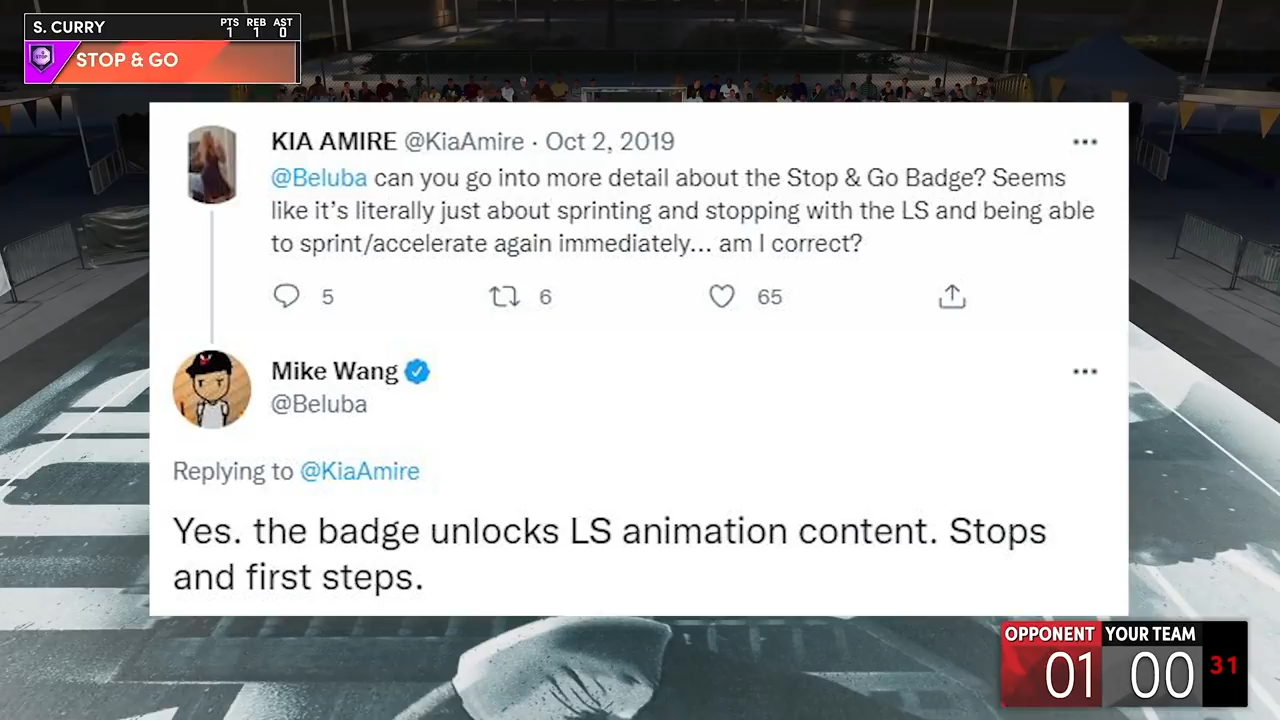 S. CURRY
PTS REB AST
1 1 0
STOP & GO
KIA AMIRE @KiaAmire · Oct 2, 2019
@Beluba can you go into more detail about the Stop & Go Badge? Seems
like it's literally just about sprinting and stopping with the LS and being able
to sprint/accelerate again immediately... am I correct?
5 6 65
Mike Wang
@Beluba
Replying to @KiaAmire
Yes. the badge unlocks LS animation content. Stops
and first steps.
OPPONENT YOUR TEAM
01 00 31